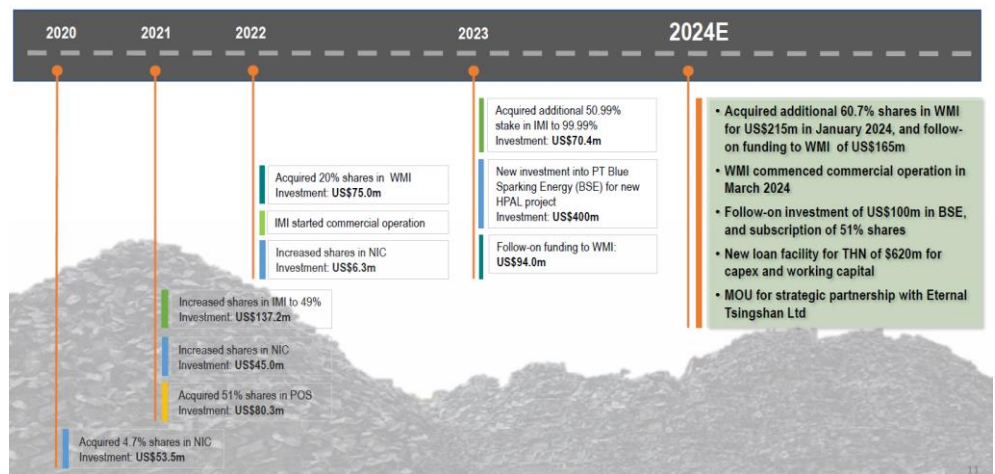 2020
2021
2022
2023
2024E
Acquired 4.7% shares in NIC
Investment: US$53.5m
Increased shares in IMI to 49%
Investment: US$137.2m
Increased shares in NIC
Investment: US$45.0m
Acquired 51% shares in POS
Investment: US$80.3m
Acquired 20% shares in WMI
Investment: US$75.0m
IMI started commercial operation
Increased shares in NIC
Investment: US$6.3m
Acquired additional 50.99%
stake in IMI to 99.99%
Investment: US$70.4m
New investment into PT Blue
Sparking Energy (BSE) for new
HPAL project
Investment: US$400m
Follow-on funding to WMI:
US$94.0m
• Acquired additional 60.7% shares in WMI
for US$215m in January 2024, and follow-
on funding to WMI of US$165m
• WMI commenced commercial operation in
March 2024
• Follow-on investment of US$100m in BSE,
and subscription of 51% shares
• New loan facility for THN of $620m for
capex and working capital
• MOU for strategic partnership with Eternal
Tsingshan Ltd
11